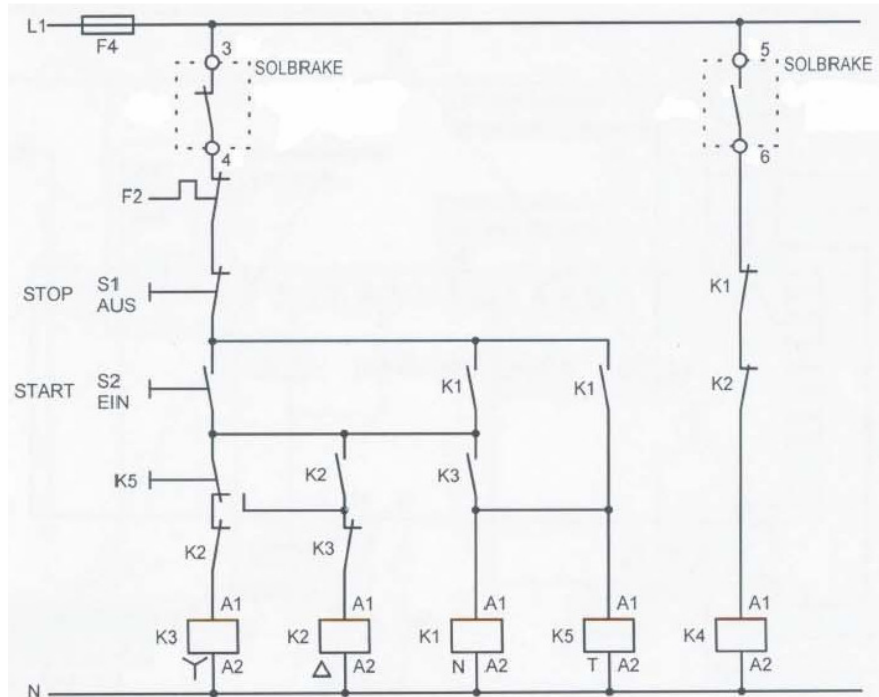 L1
F4
3
SOLBRAKE
4
5
SOLBRAKE
6
F2
STOP
S1
AUS
K1
START
S2
EIN
K1
K1
K2
K5
K2
K3
K2
K3
A1
A1
A1
A1
A1
K3
K2
K1
K5
K4
A2
Δ
A2
N
A2
T
A2
A2
N